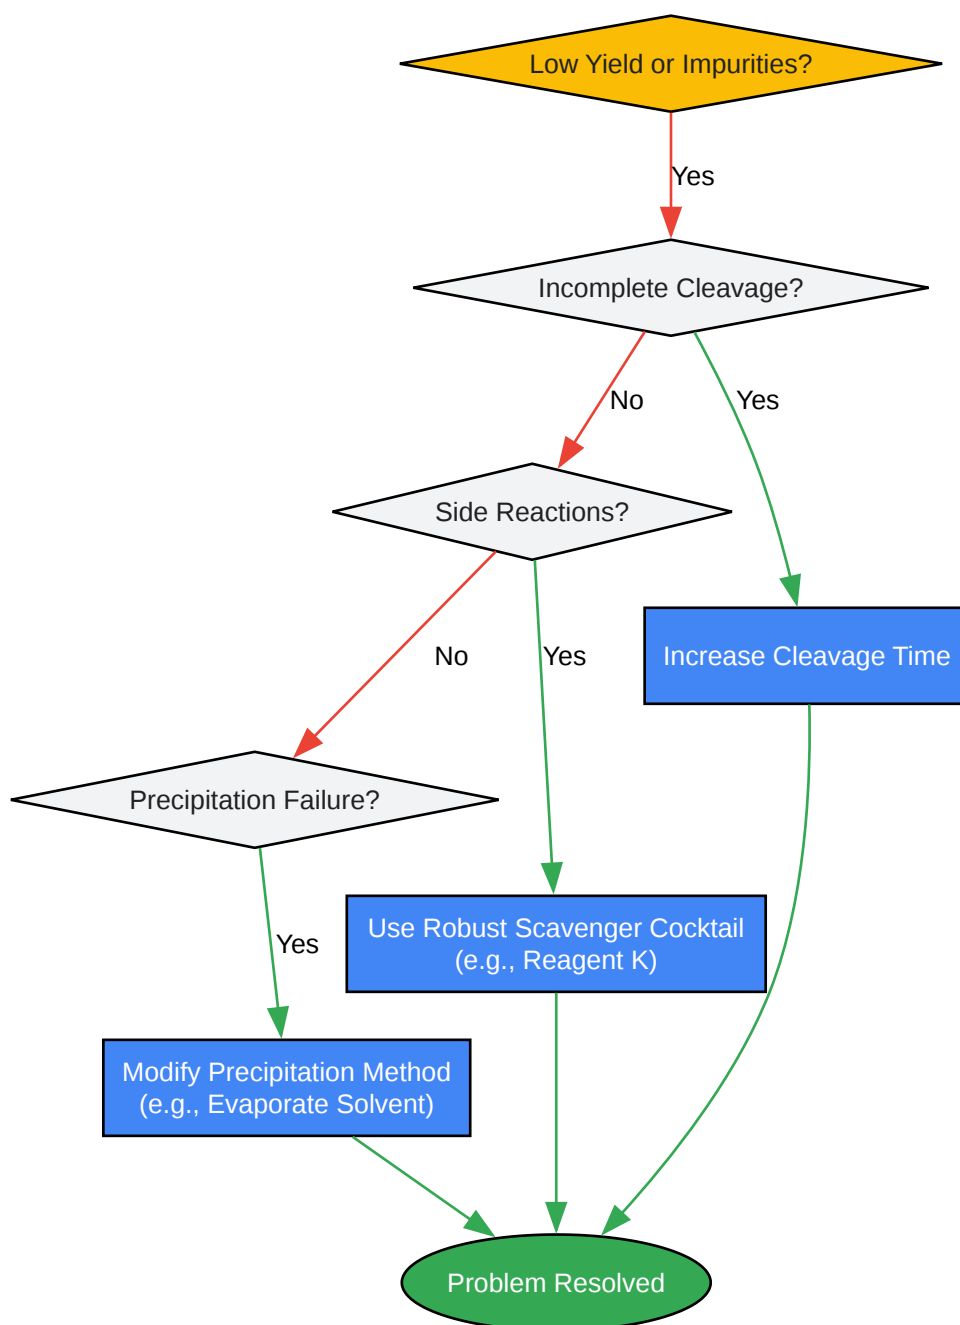 Low Yield or Impurities?
Yes
Incomplete Cleavage?
No
Yes
Side Reactions?
No
Yes
Increase Cleavage Time
Precipitation Failure?
Yes
Use Robust Scavenger Cocktail
(e.g., Reagent K)
Modify Precipitation Method
(e.g., Evaporate Solvent)
Problem Resolved